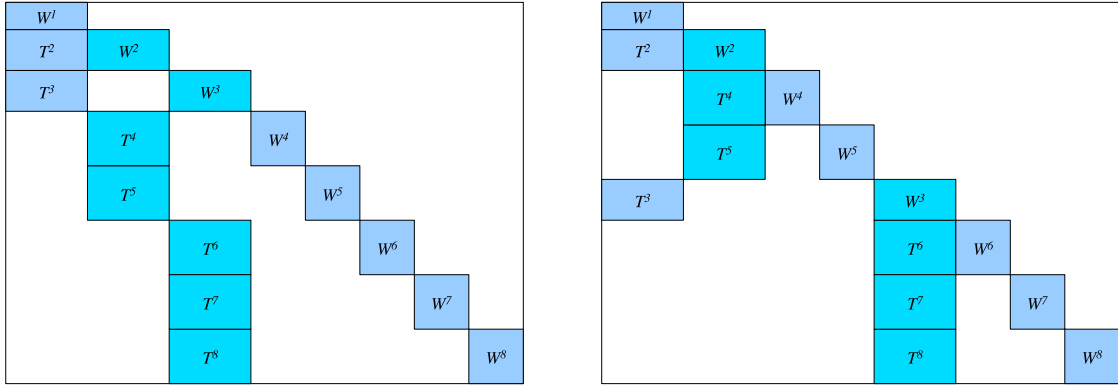 W¹
T² W²
T³ W³
T⁴ W⁴
T⁵ W⁵
T⁶ W⁶
T⁷ W⁷
T⁸ W⁸
W¹
T² W²
T⁴ W⁴
T⁵ W⁵
T³ W³
T⁶ W⁶
T⁷ W⁷
T⁸ W⁸